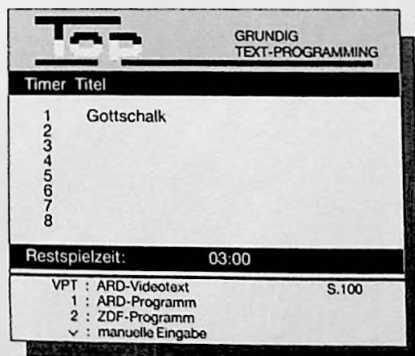 Top
GRUNDIG
TEXT-PROGRAMMING
Timer Titel
1 Gottschalk
2
3
4
5
6
7
8
Restspielzeit: 03:00
VPT : ARD-Videotext S.100
1 : ARD-Programm
2 : ZDF-Programm
⌄ : manuelle Eingabe